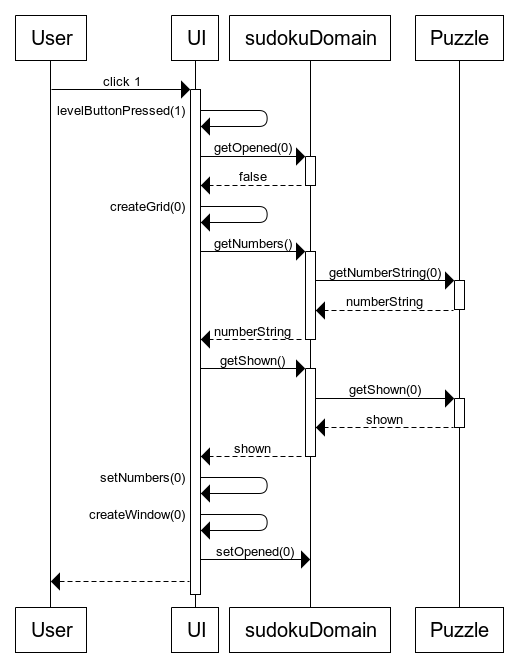 User UI sudokuDomain Puzzle
click 1
levelButtonPressed(1)
getOpened(0)
false
createGrid(0)
getNumbers()
getNumberString(0)
numberString
numberString
getShown()
getShown(0)
shown
shown
setNumbers(0)
createWindow(0)
setOpened(0)
User UI sudokuDomain Puzzle